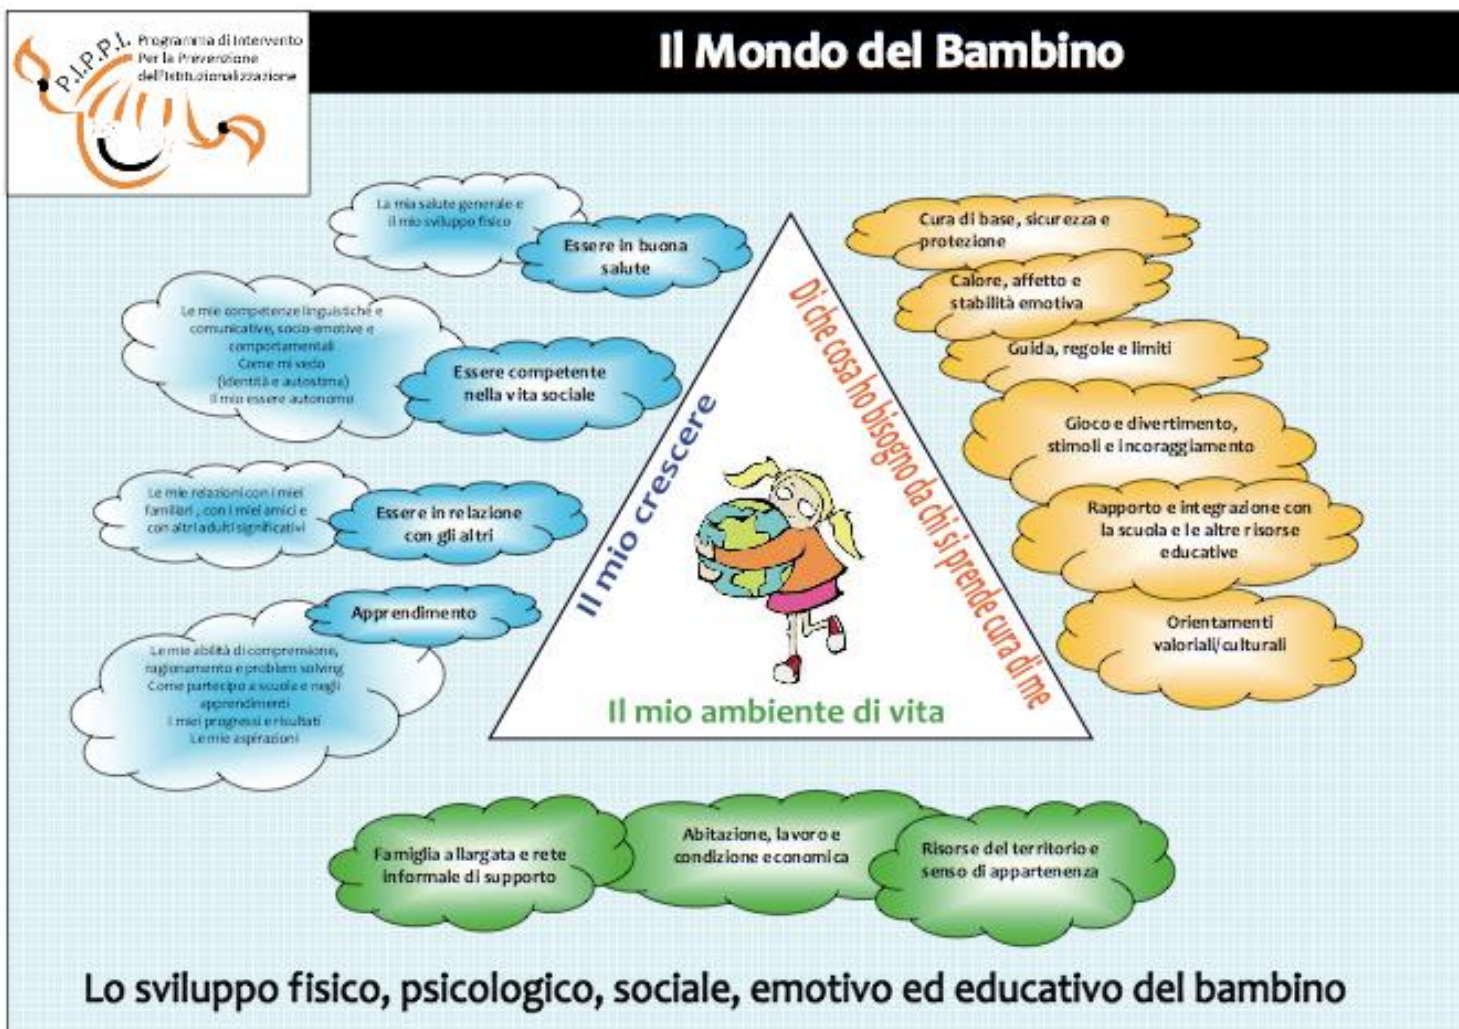 P.I.P.P.I. Programma di Intervento
Per la Prevenzione
dell'Istituzionalizzazione
Il Mondo del Bambino
La mia salute generale e
il mio sviluppo fisico
Essere in buona
salute
Le mie competenze linguistiche e
comunicative, socio-emotive e
comportamentali
Come mi vedo
(identità e autostima)
Il mio essere autonomo
Essere competente
nella vita sociale
Le mie relazioni con i miei
familiari, con i miei amici e
con altri adulti significativi
Essere in relazione
con gli altri
Apprendimento
Le mie abilità di comprensione,
ragionamento e problem solving
Come partecipo a scuola e negli
apprendimenti
I miei progressi e risultati
Le mie aspirazioni
Il mio crescere
Di che cosa ho bisogno da chi si prende cura di me
Il mio ambiente di vita
Cura di base, sicurezza e
protezione
Calore, affetto e
stabilità emotiva
Guida, regole e limiti
Gioco e divertimento,
stimoli e incoraggiamento
Rapporto e integrazione con
la scuola e le altre risorse
educative
Orientamenti
valoriali/culturali
Famiglia allargata e rete
informale di supporto
Abitazione, lavoro e
condizione economica
Risorse del territorio e
senso di appartenenza
Lo sviluppo fisico, psicologico, sociale, emotivo ed educativo del bambino